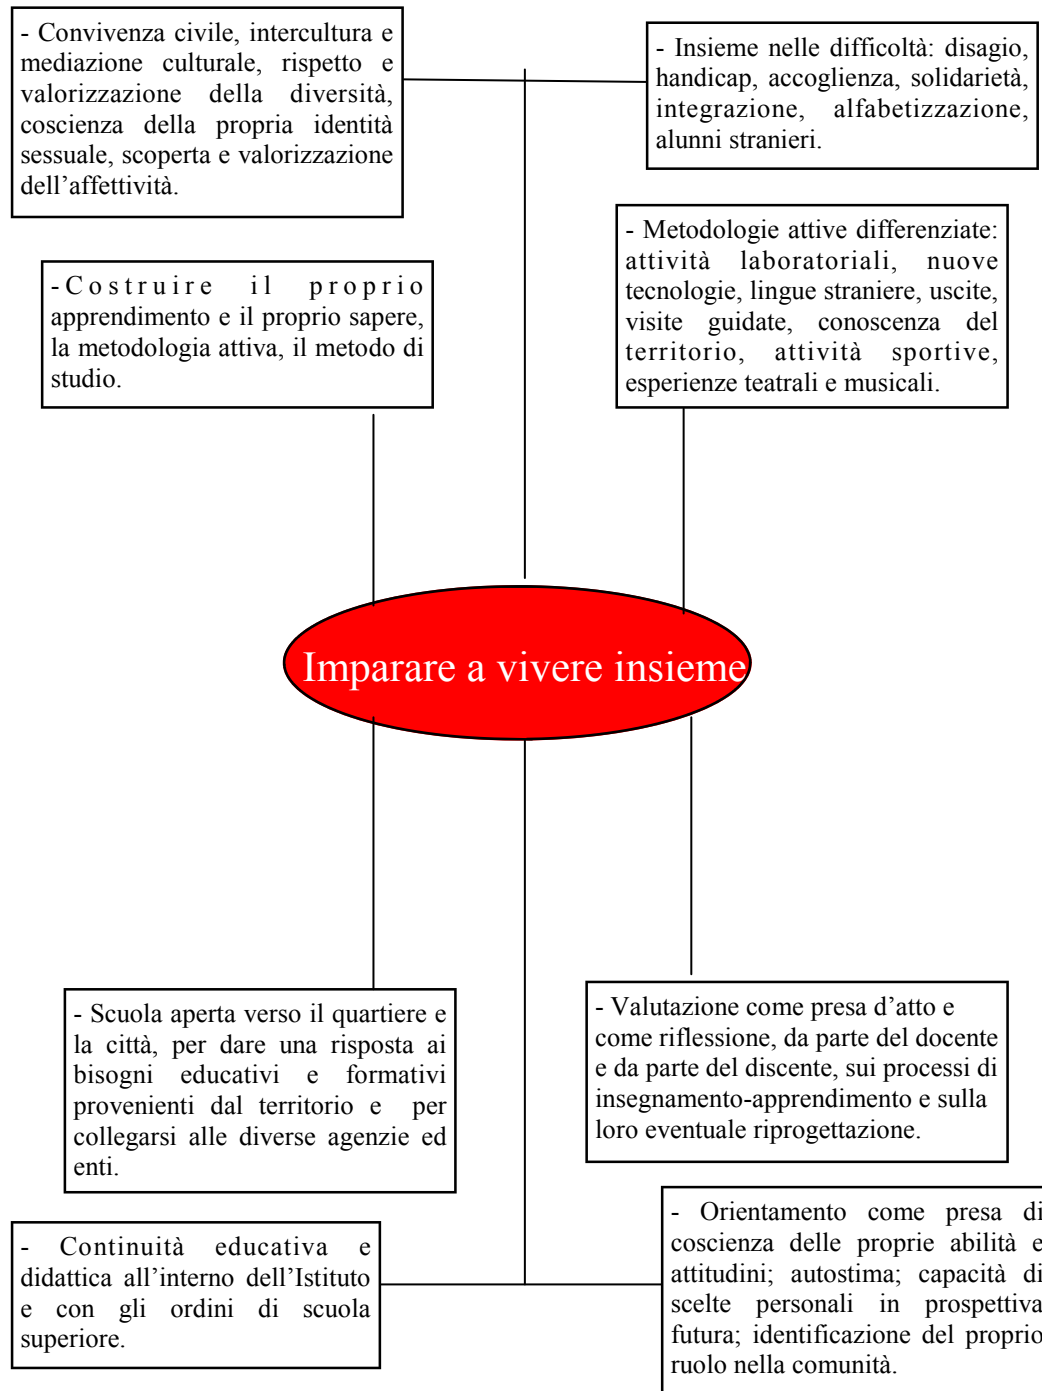 - Convivenza civile, intercultura e
mediazione culturale, rispetto e
valorizzazione della diversità,
coscienza della propria identità
sessuale, scoperta e valorizzazione
dell’affettività.
- Insieme nelle difficoltà: disagio,
handicap, accoglienza, solidarietà,
integrazione, alfabetizzazione,
alunni stranieri.
- Costruire il proprio
apprendimento e il proprio sapere,
la metodologia attiva, il metodo di
studio.
- Metodologie attive differenziate:
attività laboratoriali, nuove
tecnologie, lingue straniere, uscite,
visite guidate, conoscenza del
territorio, attività sportive,
esperienze teatrali e musicali.
Imparare a vivere insieme
- Scuola aperta verso il quartiere e
la città, per dare una risposta ai
bisogni educativi e formativi
provenienti dal territorio e per
collegarsi alle diverse agenzie ed
enti.
- Valutazione come presa d’atto e
come riflessione, da parte del docente
e da parte del discente, sui processi di
insegnamento-apprendimento e sulla
loro eventuale riprogettazione.
- Continuità educativa e
didattica all’interno dell’Istituto
e con gli ordini di scuola
superiore.
- Orientamento come presa di
coscienza delle proprie abilità e
attitudini; autostima; capacità di
scelte personali in prospettiva
futura; identificazione del proprio
ruolo nella comunità.